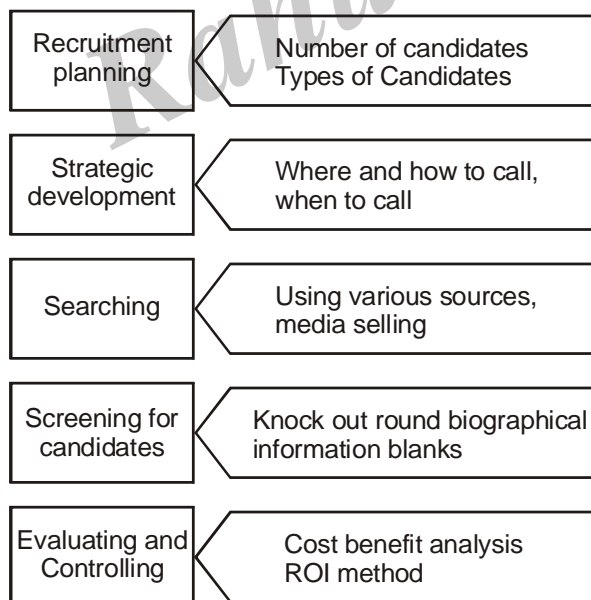 Recruitment
planning
Number of candidates
Types of Candidates
Strategic
development
Where and how to call,
when to call
Searching
Using various sources,
media selling
Screening for
candidates
Knock out round biographical
information blanks
Evaluating and
Controlling
Cost benefit analysis
ROI method